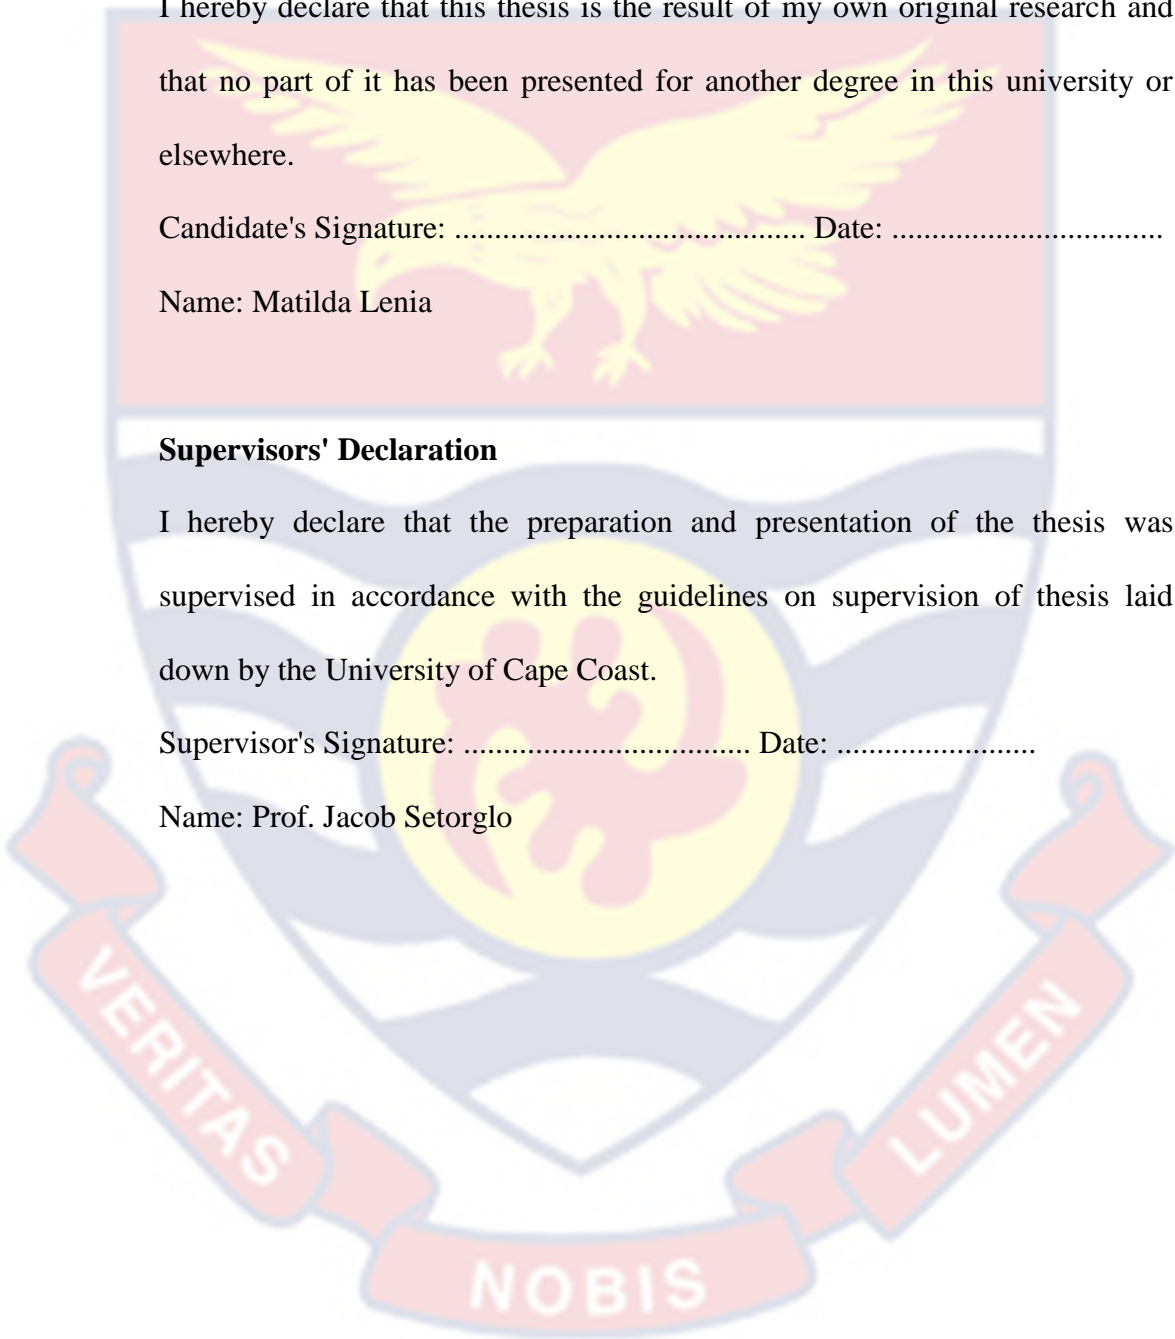 I hereby declare that this thesis is the result of my own original research and
that no part of it has been presented for another degree in this university or
elsewhere.
Candidate's Signature: ............................................ Date: ..................................
Name: Matilda Lenia
Supervisors' Declaration
I hereby declare that the preparation and presentation of the thesis was
supervised in accordance with the guidelines on supervision of thesis laid
down by the University of Cape Coast.
Supervisor's Signature: .................................... Date: .........................
Name: Prof. Jacob Setorglo
VERITAS
NOBIS
LUMEN